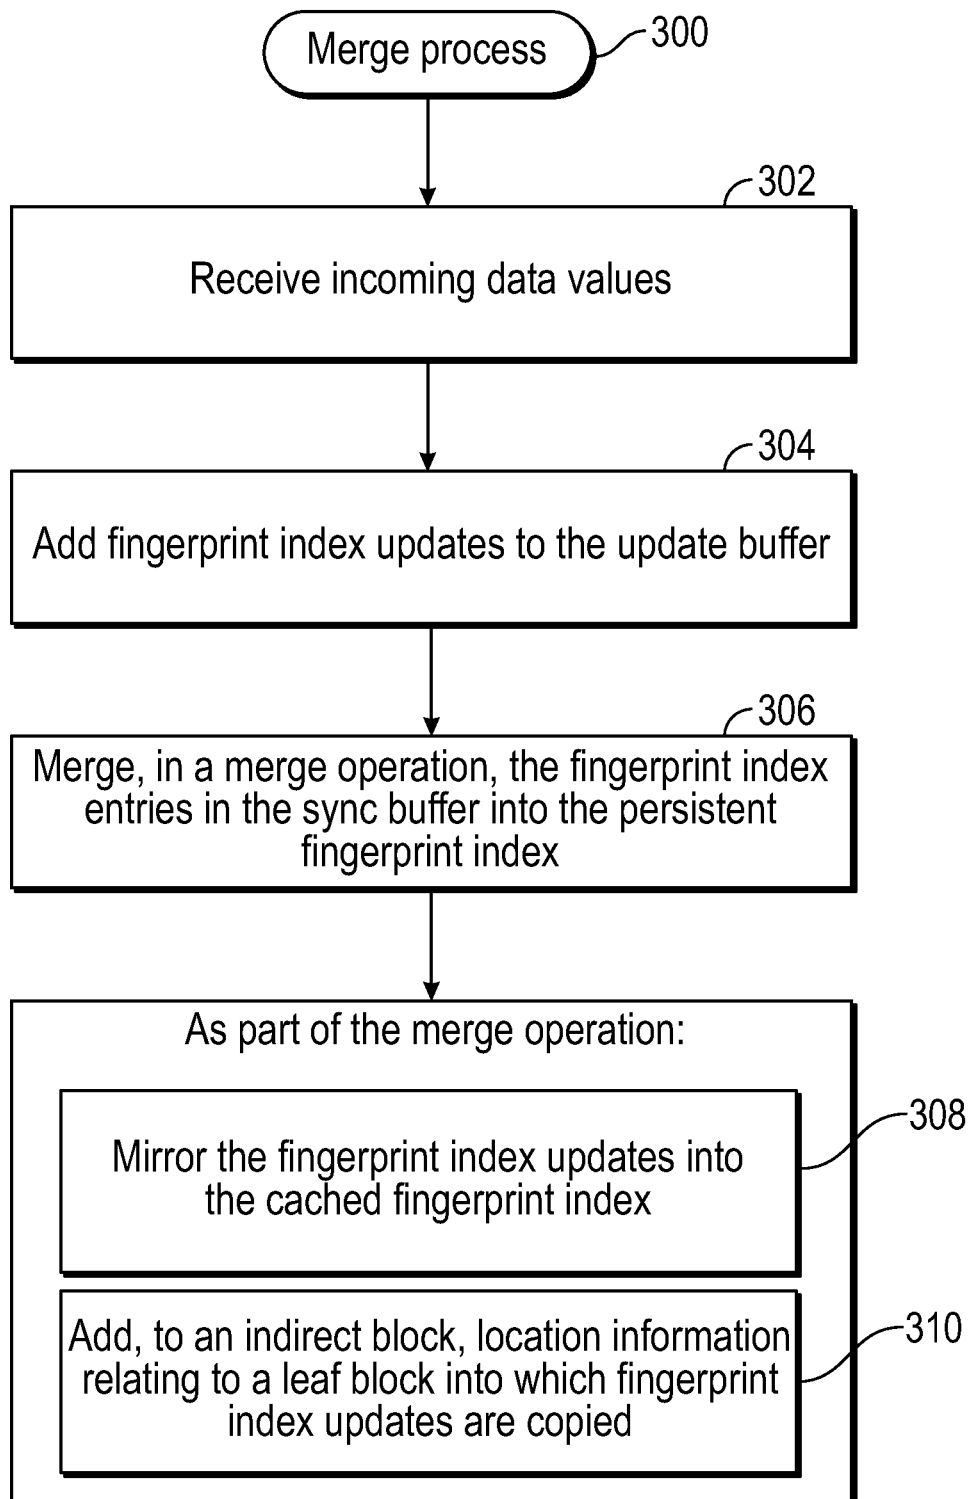 Merge process
300
302
Receive incoming data values
304
Add fingerprint index updates to the update buffer
306
Merge, in a merge operation, the fingerprint index
entries in the sync buffer into the persistent
fingerprint index
As part of the merge operation:
308
Mirror the fingerprint index updates into
the cached fingerprint index
310
Add, to an indirect block, location information
relating to a leaf block into which fingerprint
index updates are copied